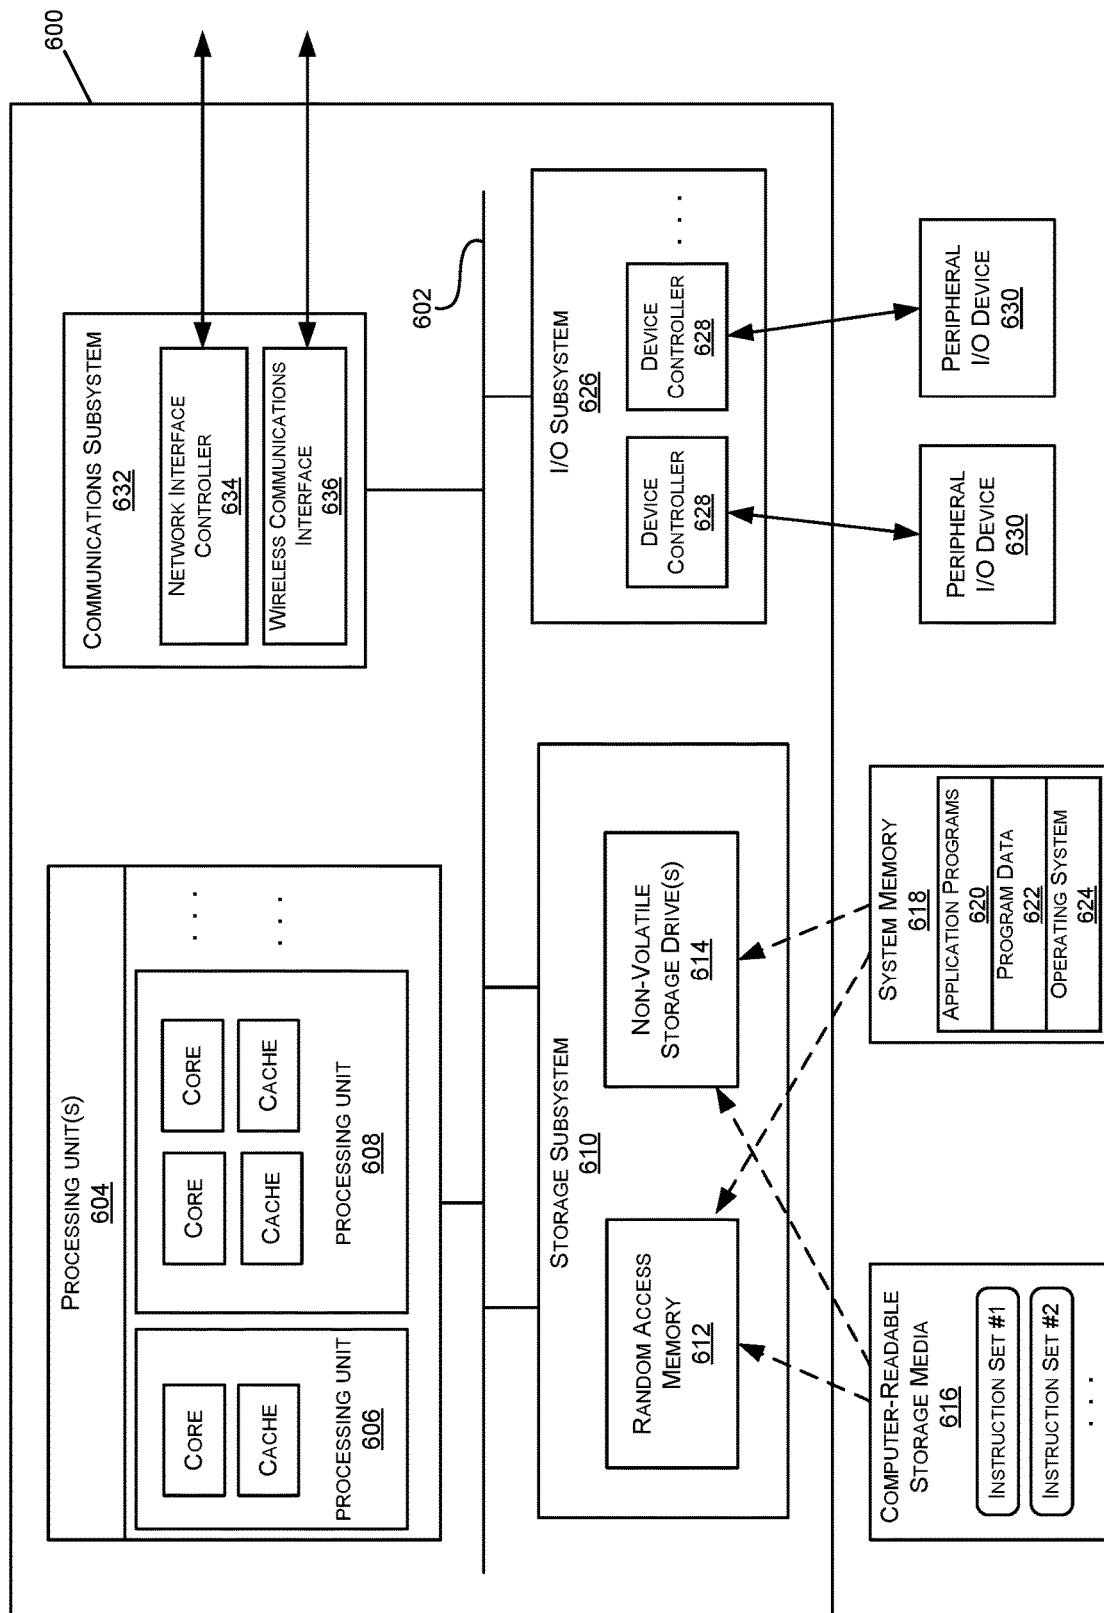 600
PROCESSING UNIT(S)
604
CORE
CACHE
PROCESSING UNIT
606
CORE
CORE
CACHE
CACHE
PROCESSING UNIT
608
. . .
. . .
COMMUNICATIONS SUBSYSTEM
632
NETWORK INTERFACE
CONTROLLER
634
WIRELESS COMMUNICATIONS
INTERFACE
636
602
STORAGE SUBSYSTEM
610
RANDOM ACCESS
MEMORY
612
NON-VOLATILE
STORAGE DRIVE(S)
614
I/O SUBSYSTEM
626
DEVICE
CONTROLLER
628
DEVICE
CONTROLLER
628
. . .
COMPUTER-READABLE
STORAGE MEDIA
616
INSTRUCTION SET #1
INSTRUCTION SET #2
. . .
SYSTEM MEMORY
618
APPLICATION PROGRAMS
620
PROGRAM DATA
622
OPERATING SYSTEM
624
PERIPHERAL
I/O DEVICE
630
PERIPHERAL
I/O DEVICE
630